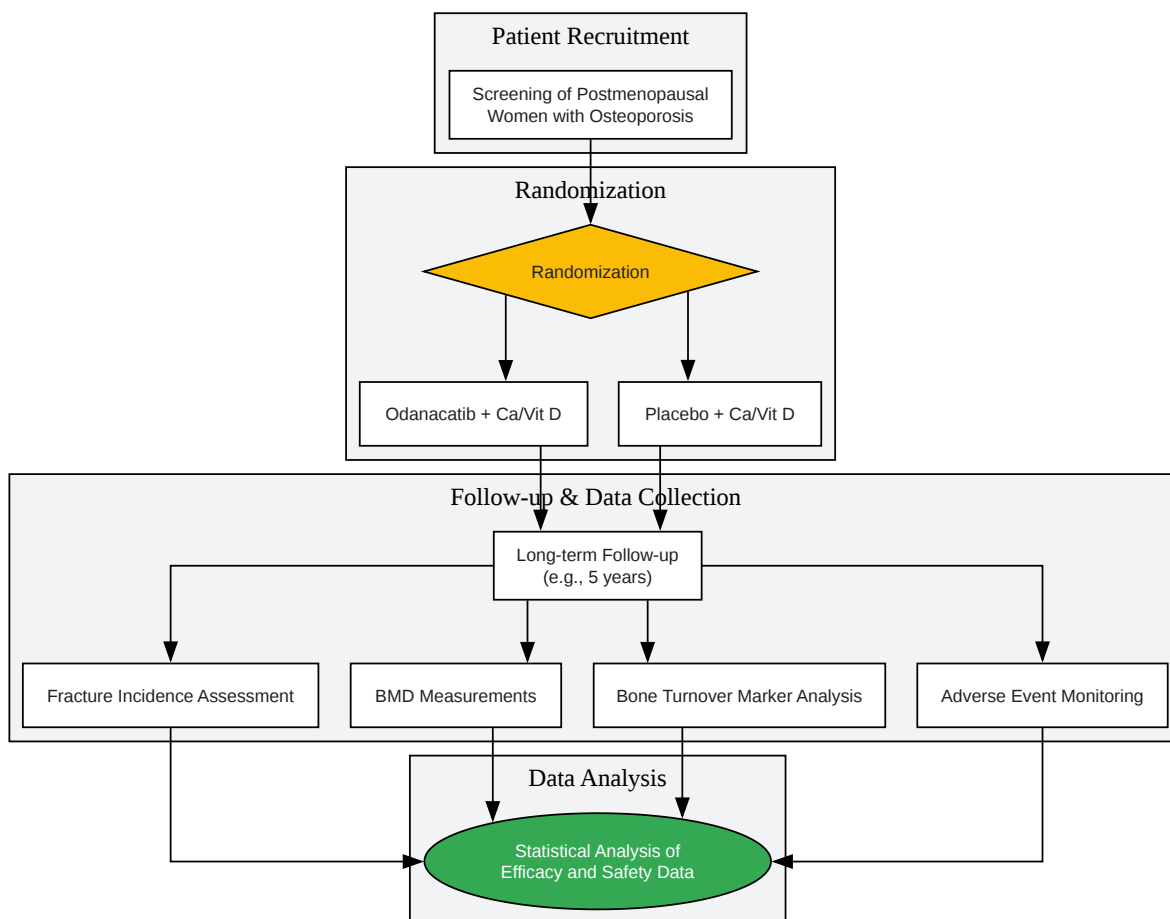 Patient Recruitment
Screening of Postmenopausal
Women with Osteoporosis
Randomization
Randomization
Odanacatib + Ca/Vit D
Placebo + Ca/Vit D
Follow-up & Data Collection
Long-term Follow-up
(e.g., 5 years)
Fracture Incidence Assessment
BMD Measurements
Bone Turnover Marker Analysis
Adverse Event Monitoring
Data Analysis
Statistical Analysis of
Efficacy and Safety Data